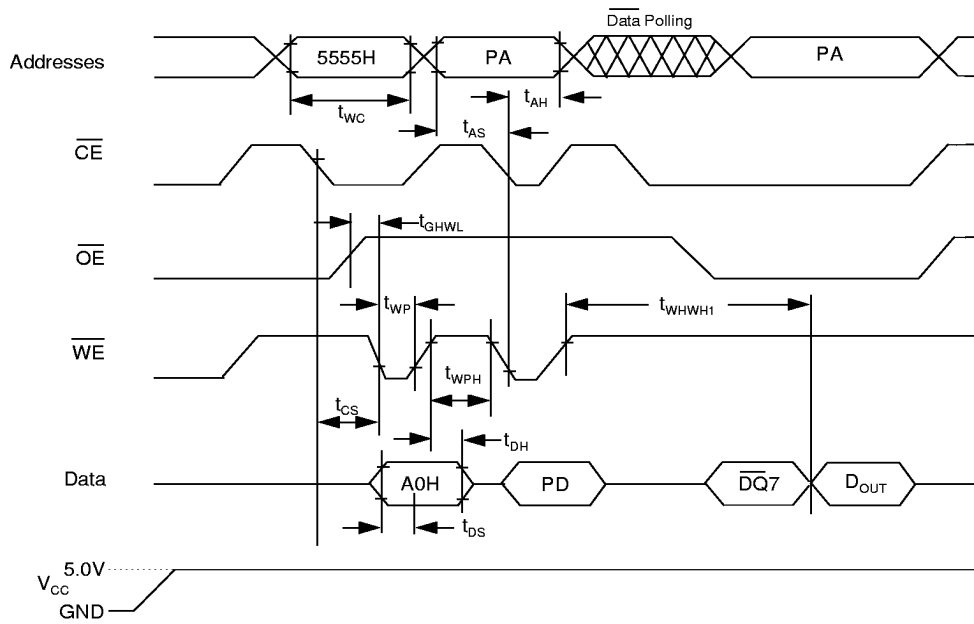 Data Polling
Addresses
5555H
PA
PA
tWC
tAH
tAS
CE
tGHWL
OE
tWP
tWHWH1
WE
tWPH
tCS
tDH
Data
A0H
PD
DQ7
DOUT
tDS
5.0V
VCC
GND